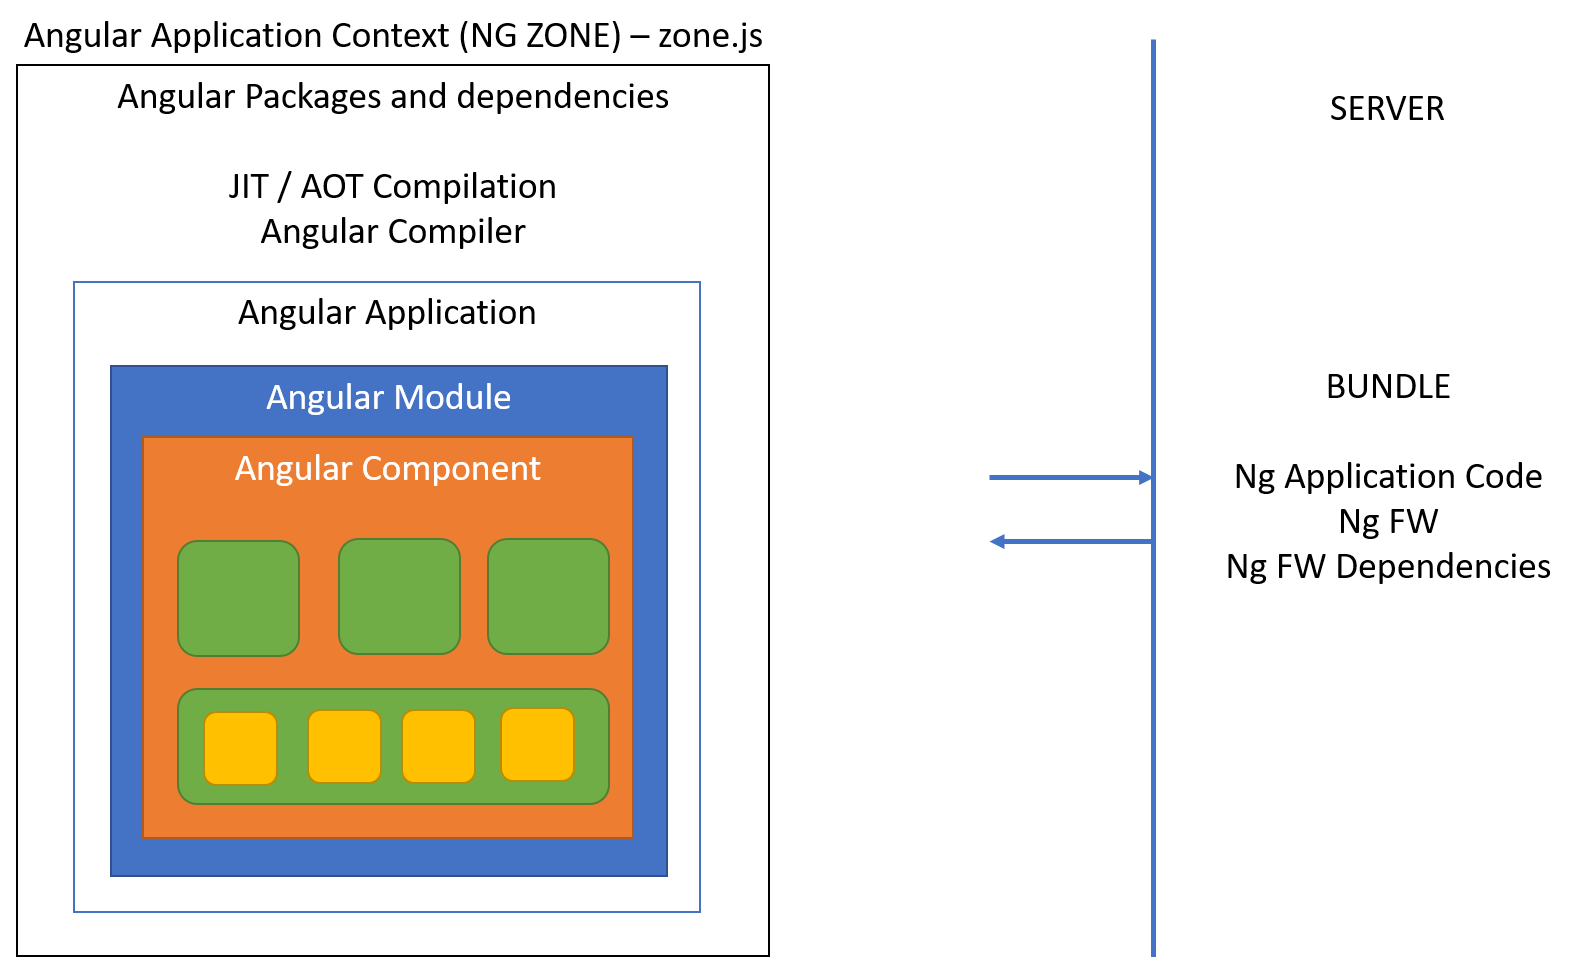 Angular Application Context (NG ZONE) – zone.js
Angular Packages and dependencies
JIT / AOT Compilation
Angular Compiler
Angular Application
Angular Module
Angular Component
SERVER
BUNDLE
Ng Application Code
Ng FW
Ng FW Dependencies